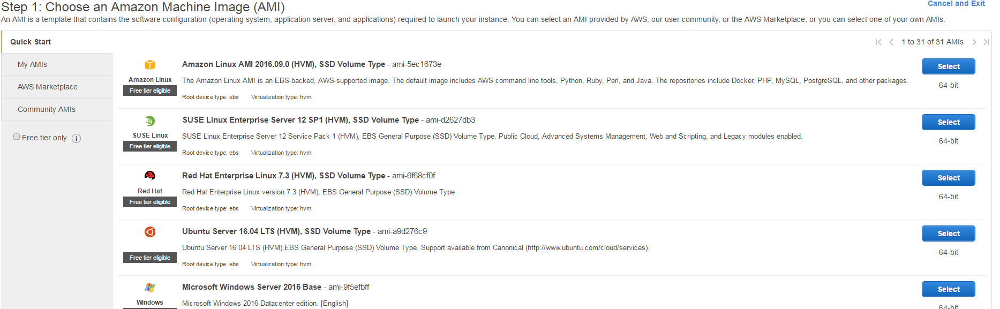 Step 1: Choose an Amazon Machine Image (AMI)
Cancel and Exit
An AMI is a template that contains the software configuration (operating system, application server, and applications) required to launch your instance. You can select an AMI provided by AWS, our user community, or the AWS Marketplace; or you can select one of your own AMIs.
Quick Start
1 to 31 of 31 AMIs
My AMIs
AWS Marketplace
Community AMIs
Free tier only
Amazon Linux
Free tier eligible
Amazon Linux AMI 2016.09.0 (HVM), SSD Volume Type - ami-5ec1673e
The Amazon Linux AMI is an EBS-backed, AWS-supported image. The default image includes AWS command line tools, Python, Ruby, Perl, and Java. The repositories include Docker, PHP, MySQL, PostgreSQL, and other packages.
Root device type: ebs Virtualization type: hvm
Select
64-bit
SUSE Linux
Free tier eligible
SUSE Linux Enterprise Server 12 SP1 (HVM), SSD Volume Type - ami-d2627db3
SUSE Linux Enterprise Server 12 Service Pack 1 (HVM), EBS General Purpose (SSD) Volume Type. Public Cloud, Advanced Systems Management, Web and Scripting, and Legacy modules enabled.
Root device type: ebs Virtualization type: hvm
Select
64-bit
Red Hat
Free tier eligible
Red Hat Enterprise Linux 7.3 (HVM), SSD Volume Type - ami-6f68cf0f
Red Hat Enterprise Linux version 7.3 (HVM), EBS General Purpose (SSD) Volume Type
Root device type: ebs Virtualization type: hvm
Select
64-bit
Free tier eligible
Ubuntu Server 16.04 LTS (HVM), SSD Volume Type - ami-a9d276c9
Ubuntu Server 16.04 LTS (HVM),EBS General Purpose (SSD) Volume Type. Support available from Canonical (http://www.ubuntu.com/cloud/services).
Root device type: ebs Virtualization type: hvm
Select
64-bit
Windows
Microsoft Windows Server 2016 Base - ami-9f5efbff
Microsoft Windows 2016 Datacenter edition. [English]
Select
64-bit